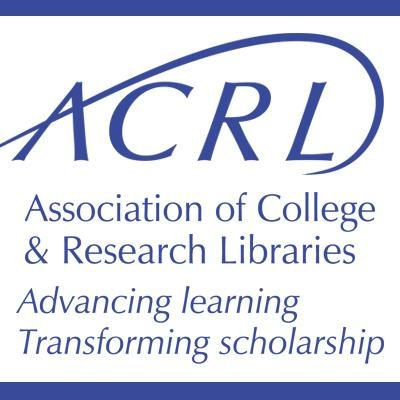 ACRL
Association of College
& Research Libraries
Advancing learning
Transforming scholarship